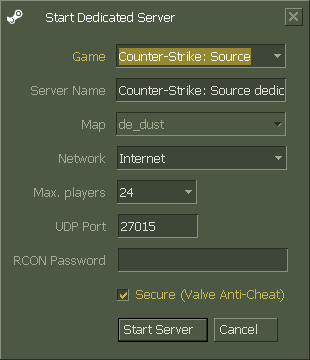 Start Dedicated Server
Game Counter-Strike: Source
Server Name Counter-Strike: Source dedic
Map de_dust
Network Internet
Max. players 24
UDP Port 27015
RCON Password
Secure (Valve Anti-Cheat)
Start Server Cancel